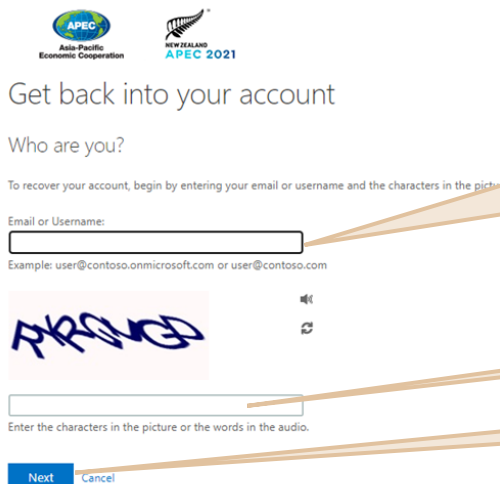 APEC
Asia-Pacific
Economic Cooperation
NEW ZEALAND
APEC 2021
Get back into your account
Who are you?
To recover your account, begin by entering your email or username and the characters in the
Email or Username:
Example: user@contoso.onmicrosoft.com or user@contoso.com
Enter the characters in the picture or the words in the audio.
Next
Cancel